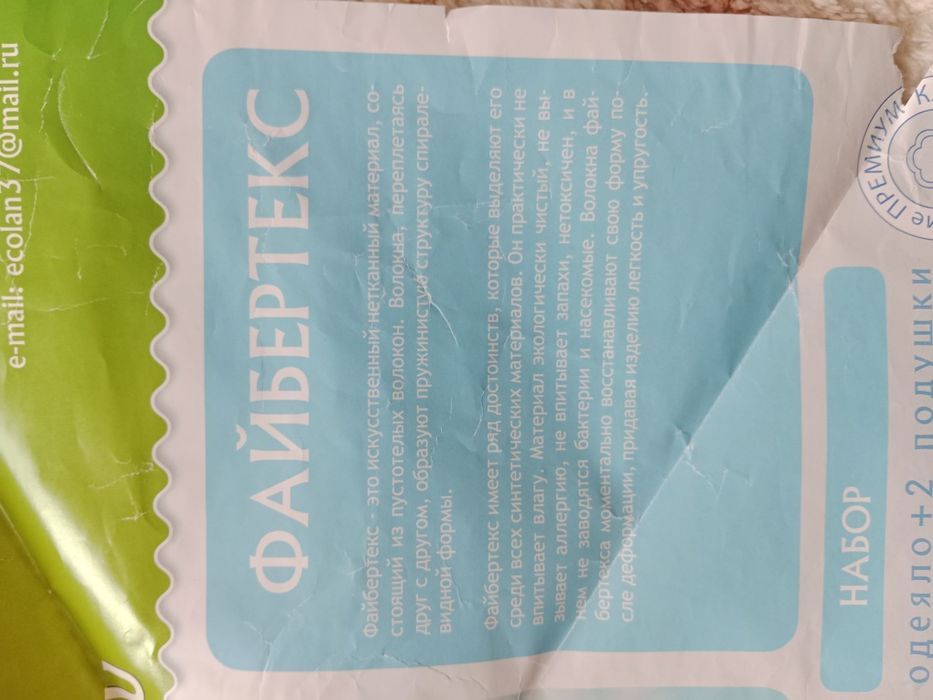 e-mail: ecolan37@mail.ru
ФАЙБЕРТЕКС
Файбертекс - это искусственный нетканный материал, со-
стоящий из пустотелых волокон. Волокна, переплетаясь
друг с другом, образуют пружинистую структуру спирале-
видной формы.
Файбертекс имеет ряд достоинств, которые выделяют его
среди всех синтетических материалов. Он практически не
впитывает влагу. Материал экологически чистый, не вы-
зывает аллергию, не впитывает запахи, нетоксичен, и в
нем не заводятся бактерии и насекомые. Волокна фай-
бертекса моментально восстанавливают свою форму по-
сле деформации, придавая изделию легкость и упругость.
ПРЕМИУМ
НАБОР
одеяло+2 подушки